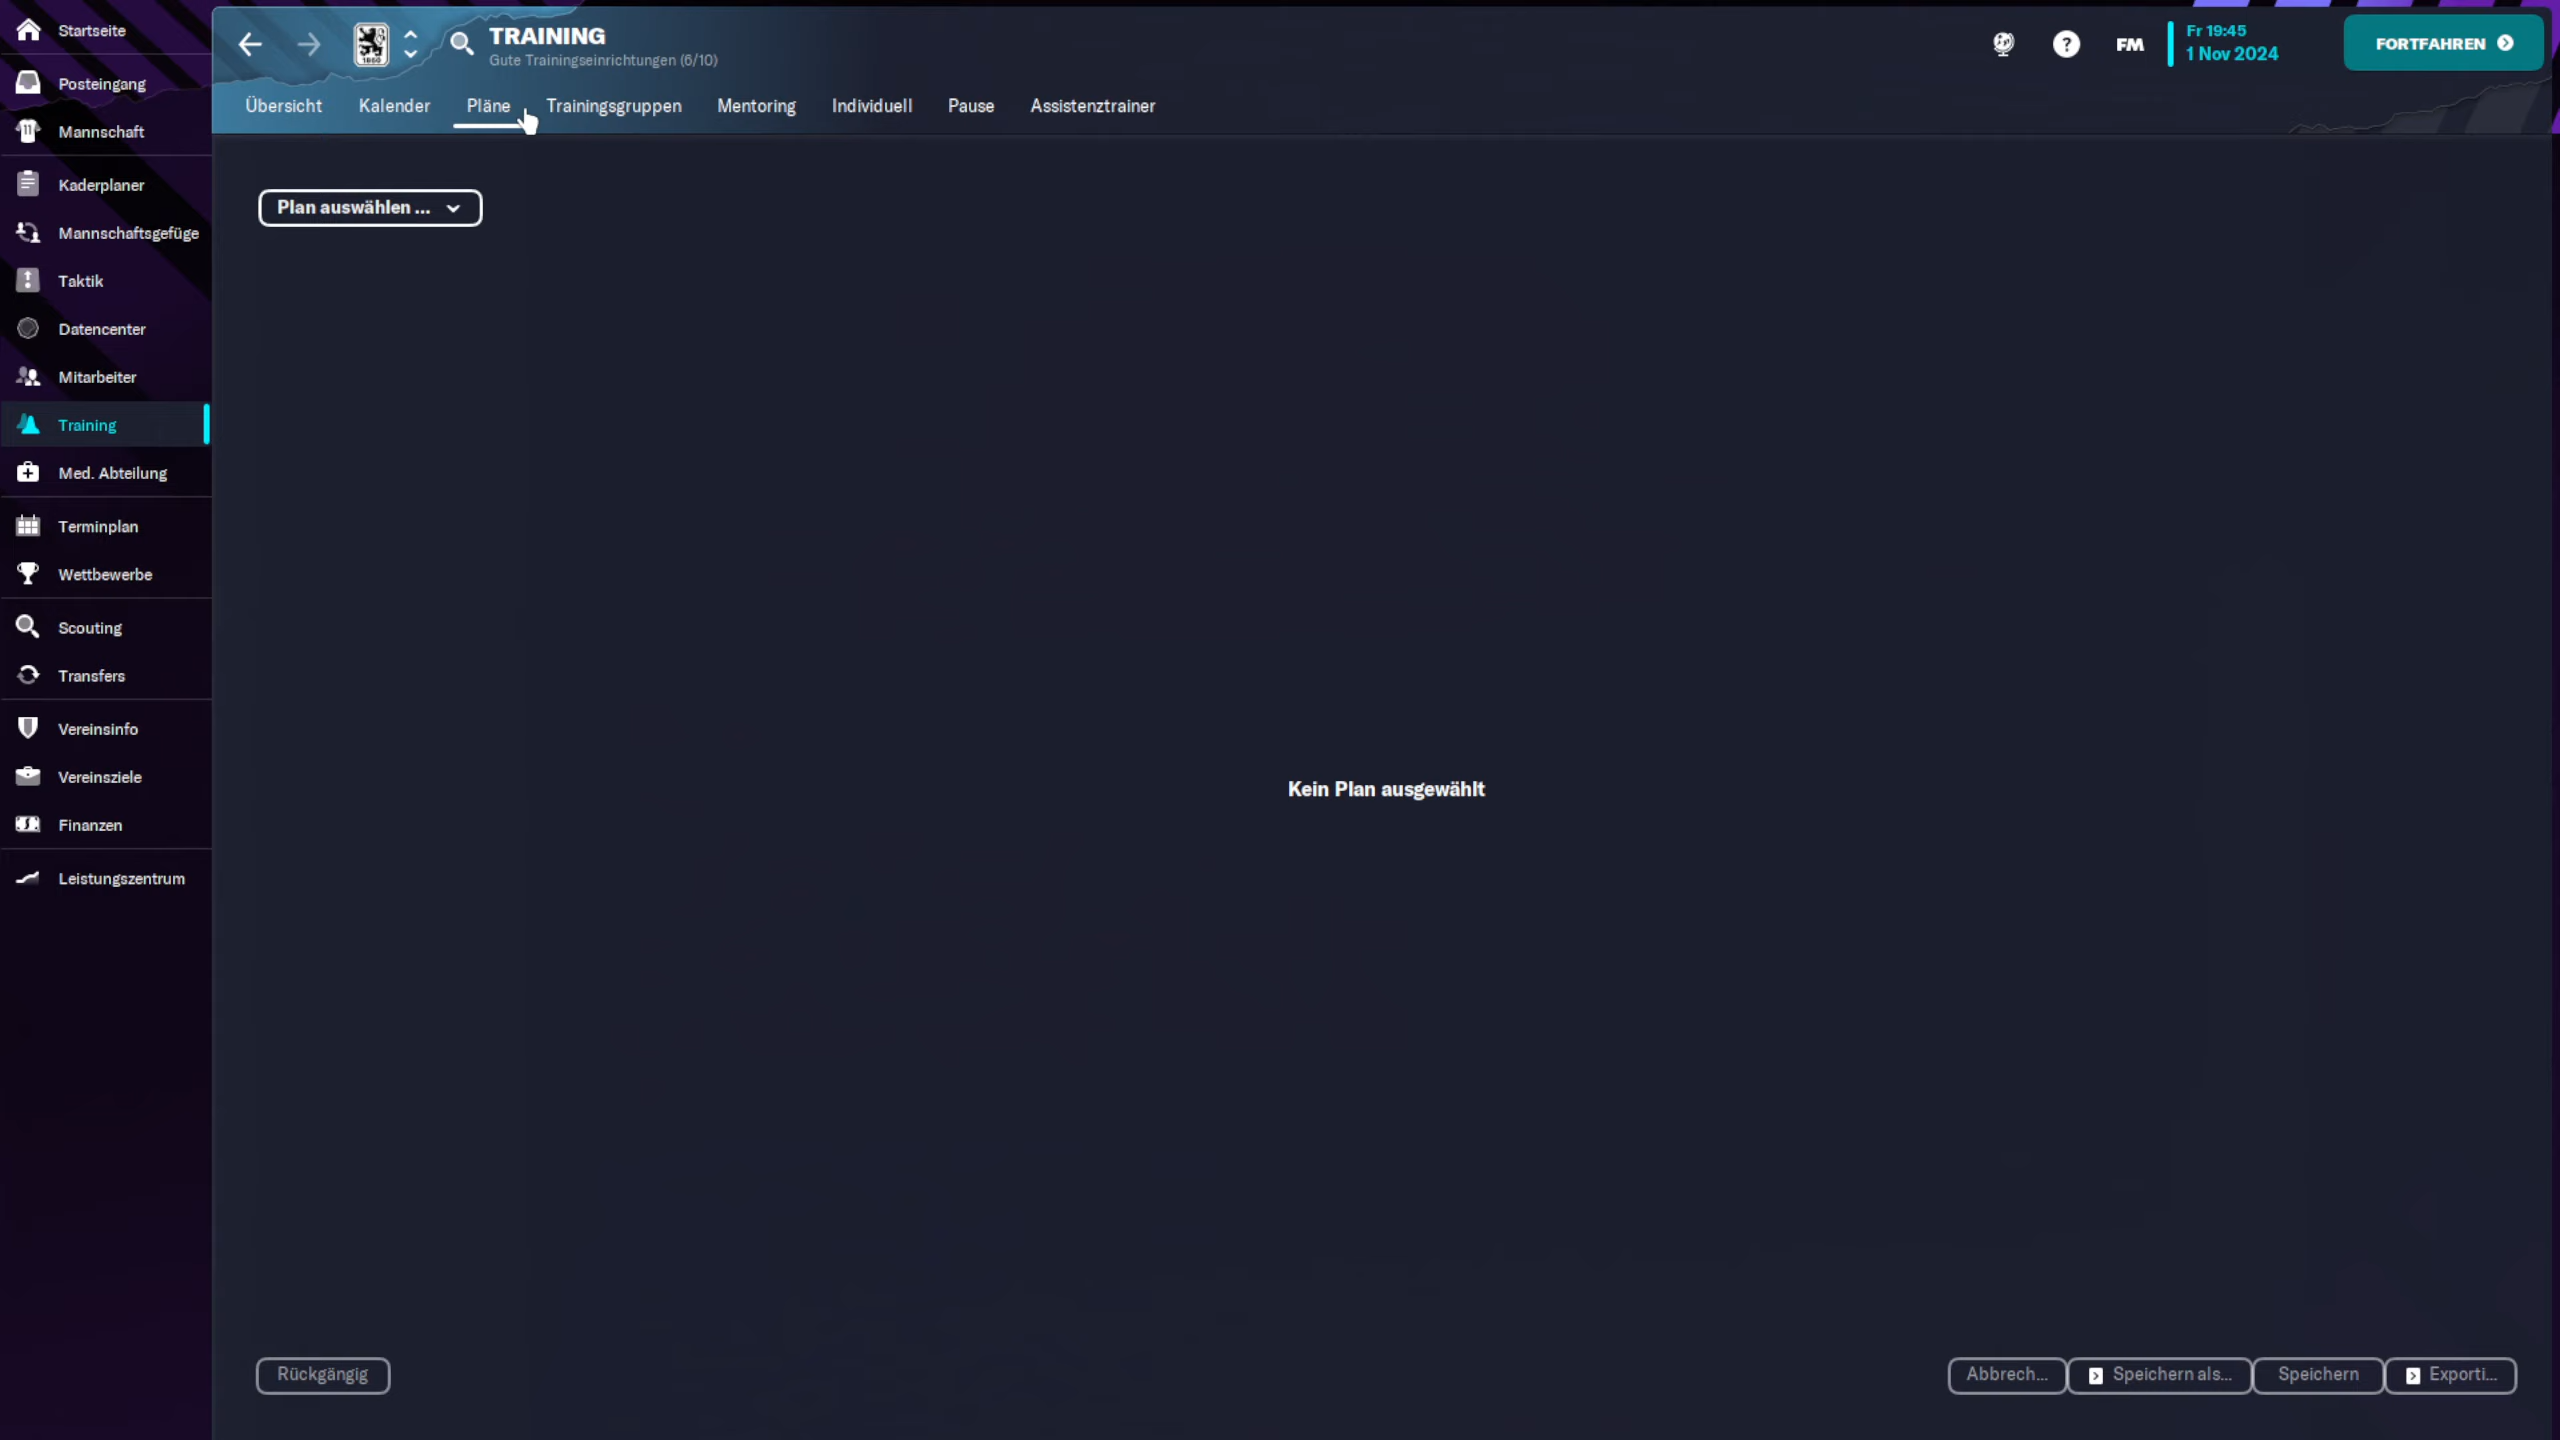 Startseite
Posteingang
Mannschaft
Kaderplaner
Mannschaftsgefüge
Taktik
Datencenter
Mitarbeiter
Training
Med. Abteilung
Terminplan
Wettbewerbe
Scouting
Transfers
Vereinsinfo
Vereinsziele
Finanzen
Leistungszentrum
1860
TRAINING
Gute Trainingseinrichtungen (6/10)
?
FM
Fr 19:45
1 Nov 2024
FORTFAHREN
Übersicht Kalender Pläne Trainingsgruppen Mentoring Individuell Pause Assistenztrainer
Plan auswählen ...
Kein Plan ausgewählt
Rückgängig
Abbrech... Speichern als... Speichern Exporti...